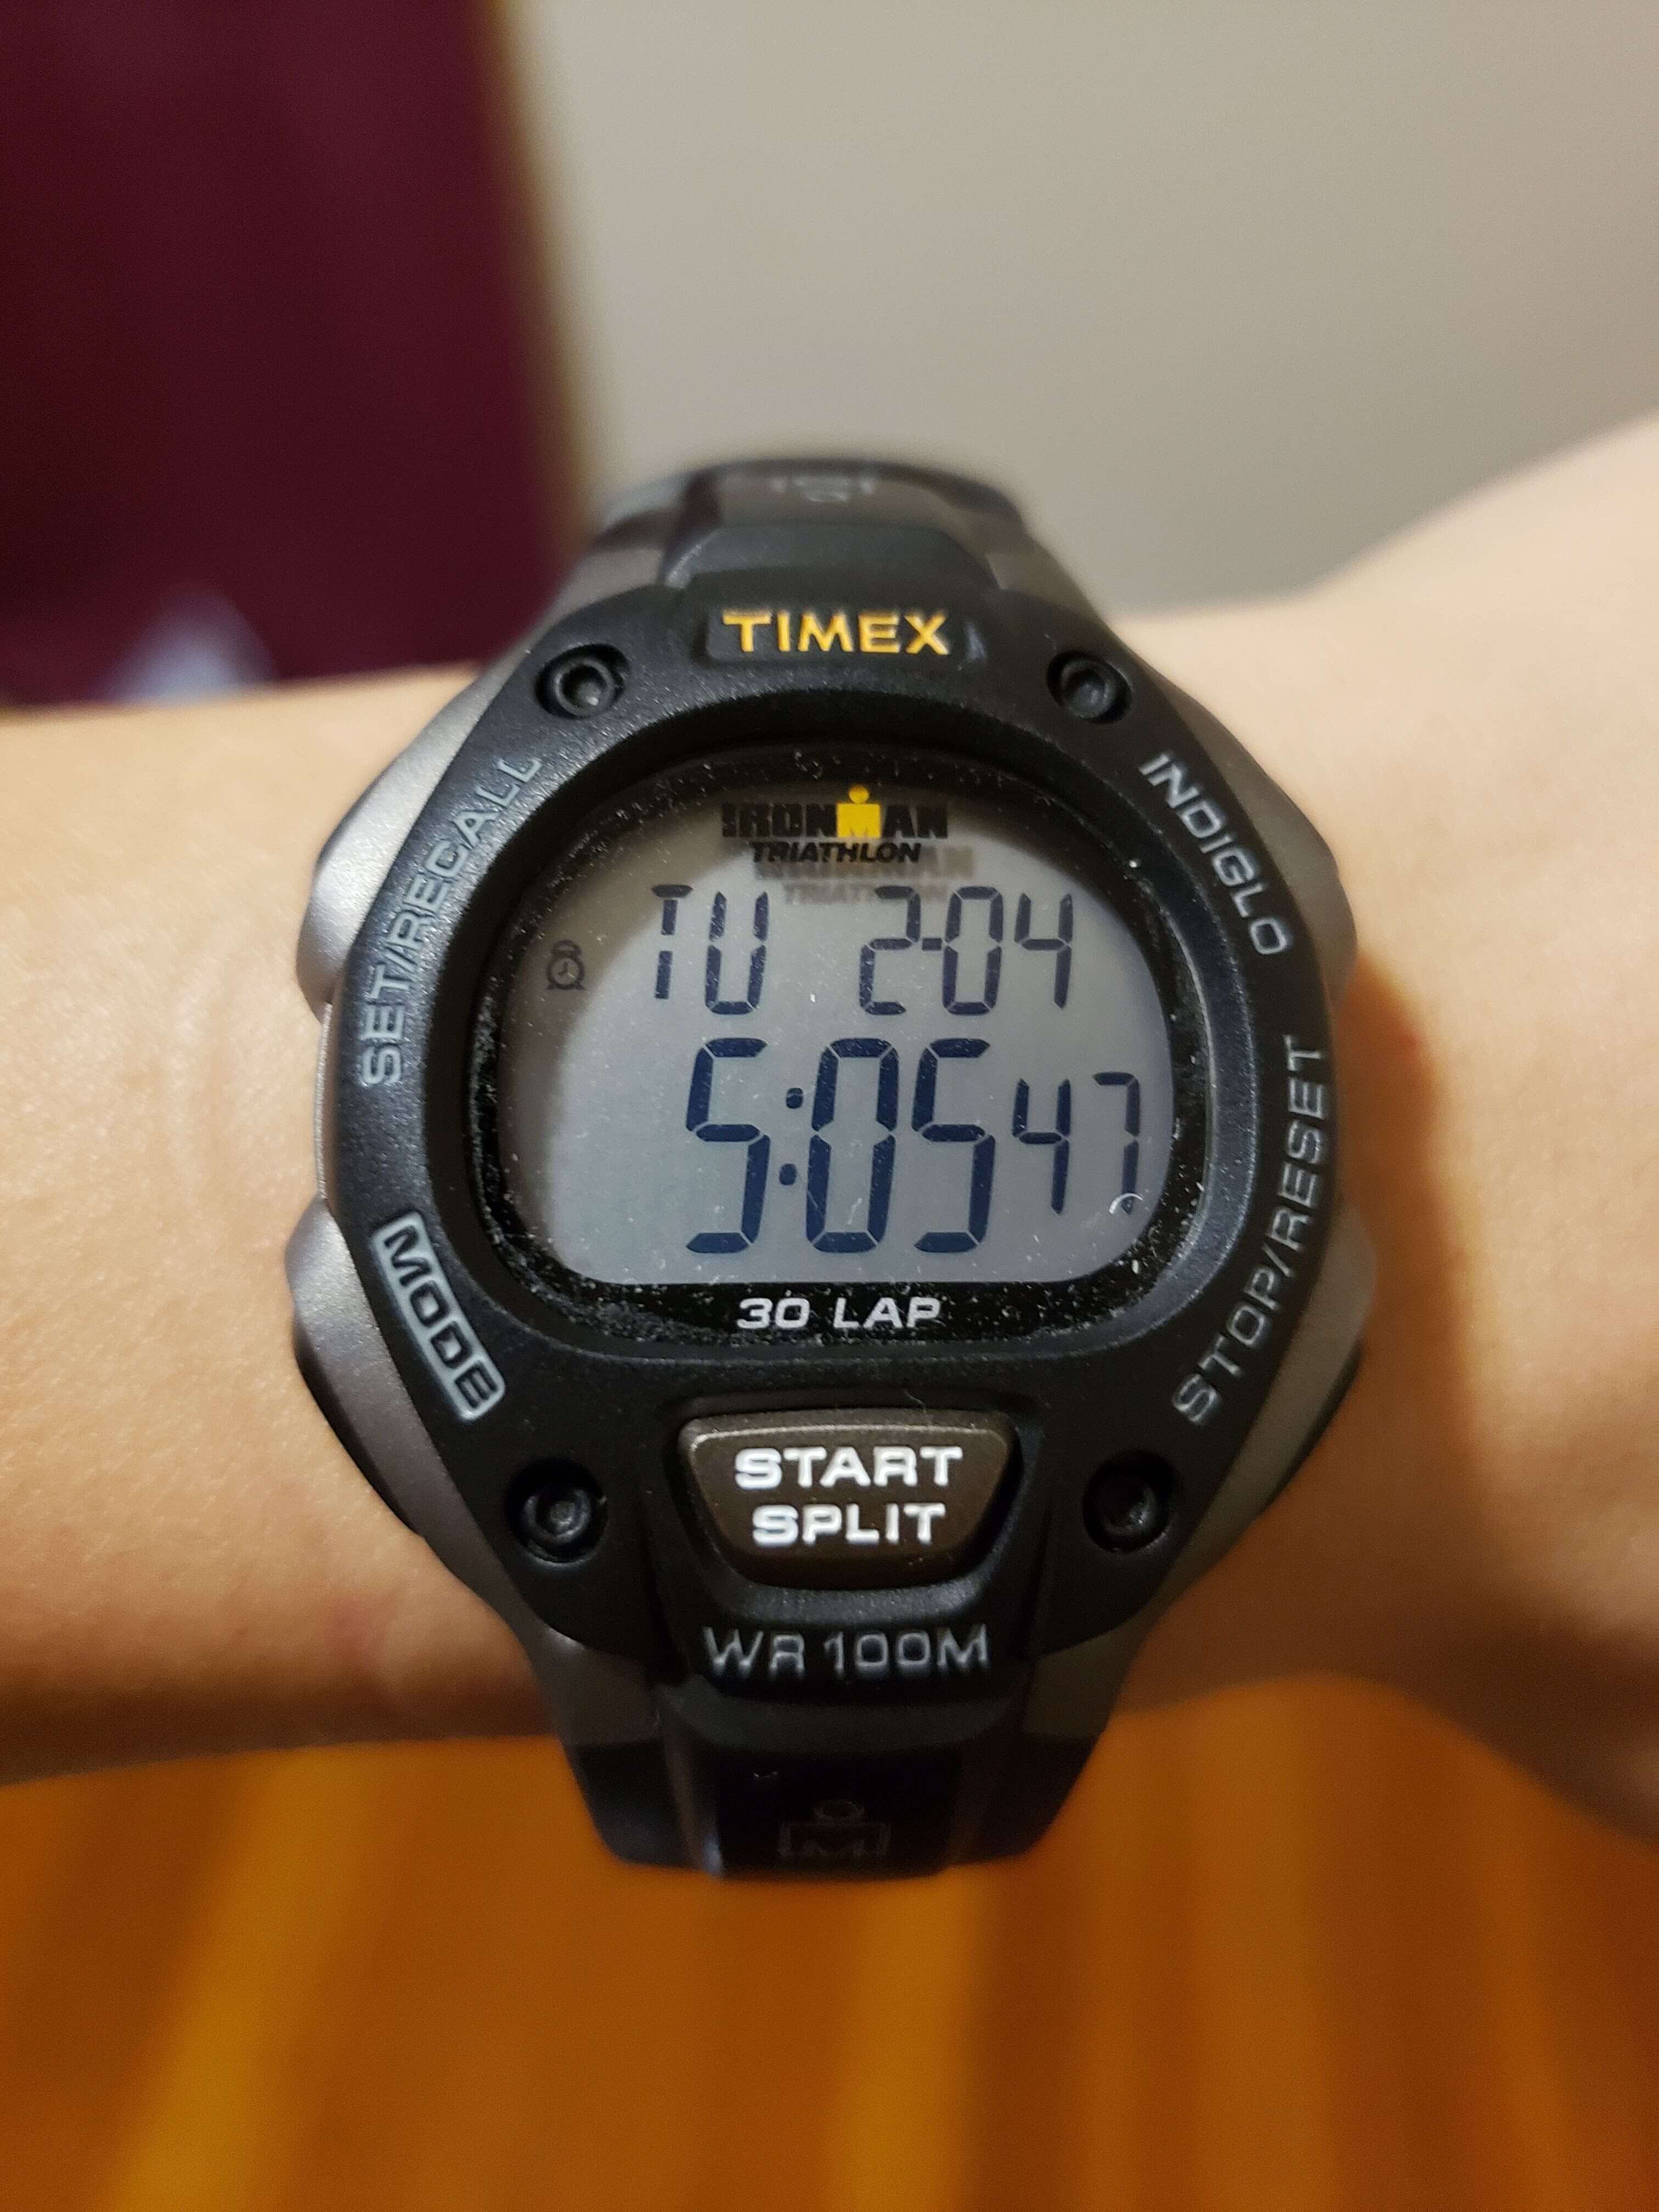 TIMEX
SET/RECALL
INDIGLO
IRONMAN
TRIATHLON
TU 2-04
5:05 47
MODE
STOP/RESET
30 LAP
START
SPLIT
WR 100M
M